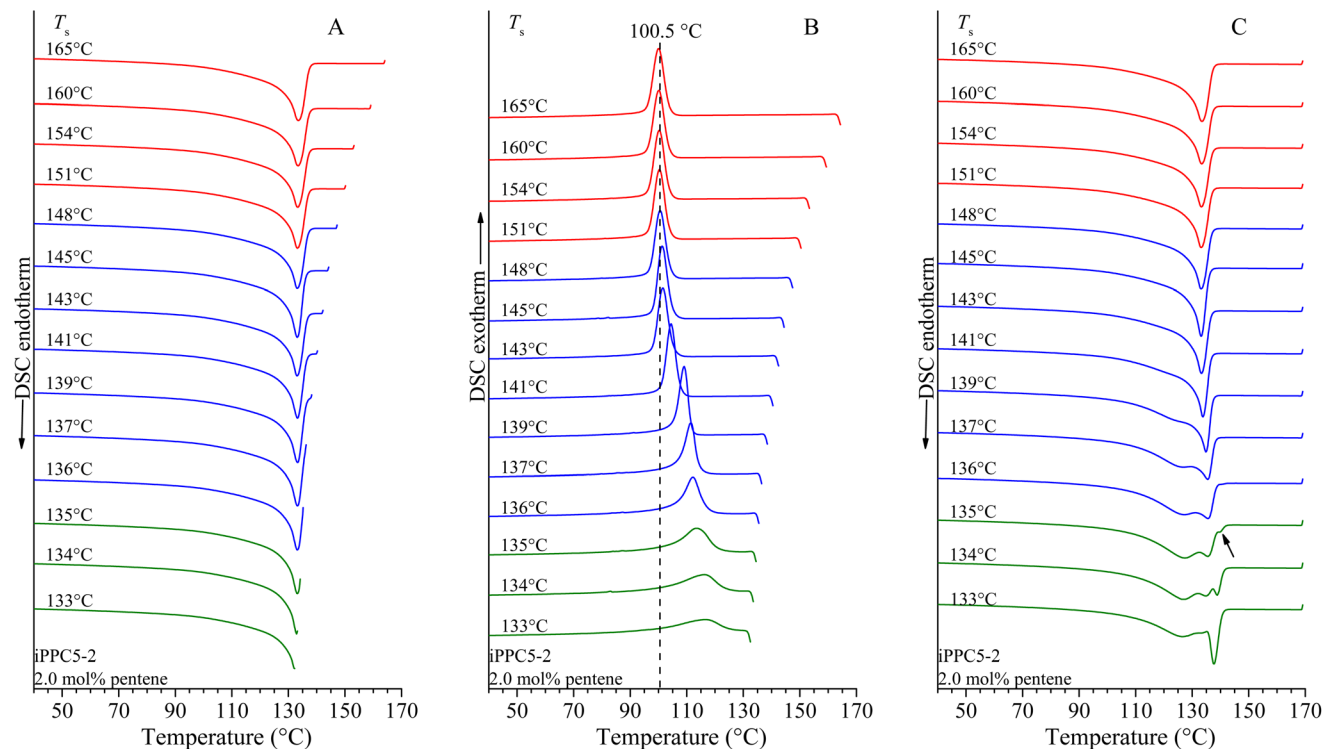 DSC endotherm
T_s
A
165°C
160°C
154°C
151°C
148°C
145°C
143°C
141°C
139°C
137°C
136°C
135°C
134°C
133°C
iPPC5-2
2.0 mol% pentene
50 70 90 110 130 150 170
Temperature (°C)
DSC exotherm
T_s
B
100.5 °C
165°C
160°C
154°C
151°C
148°C
145°C
143°C
141°C
139°C
137°C
136°C
135°C
134°C
133°C
iPPC5-2
2.0 mol% pentene
50 70 90 110 130 150 170
Temperature (°C)
DSC endotherm
T_s
C
165°C
160°C
154°C
151°C
148°C
145°C
143°C
141°C
139°C
137°C
136°C
135°C
134°C
133°C
iPPC5-2
2.0 mol% pentene
50 70 90 110 130 150 170
Temperature (°C)